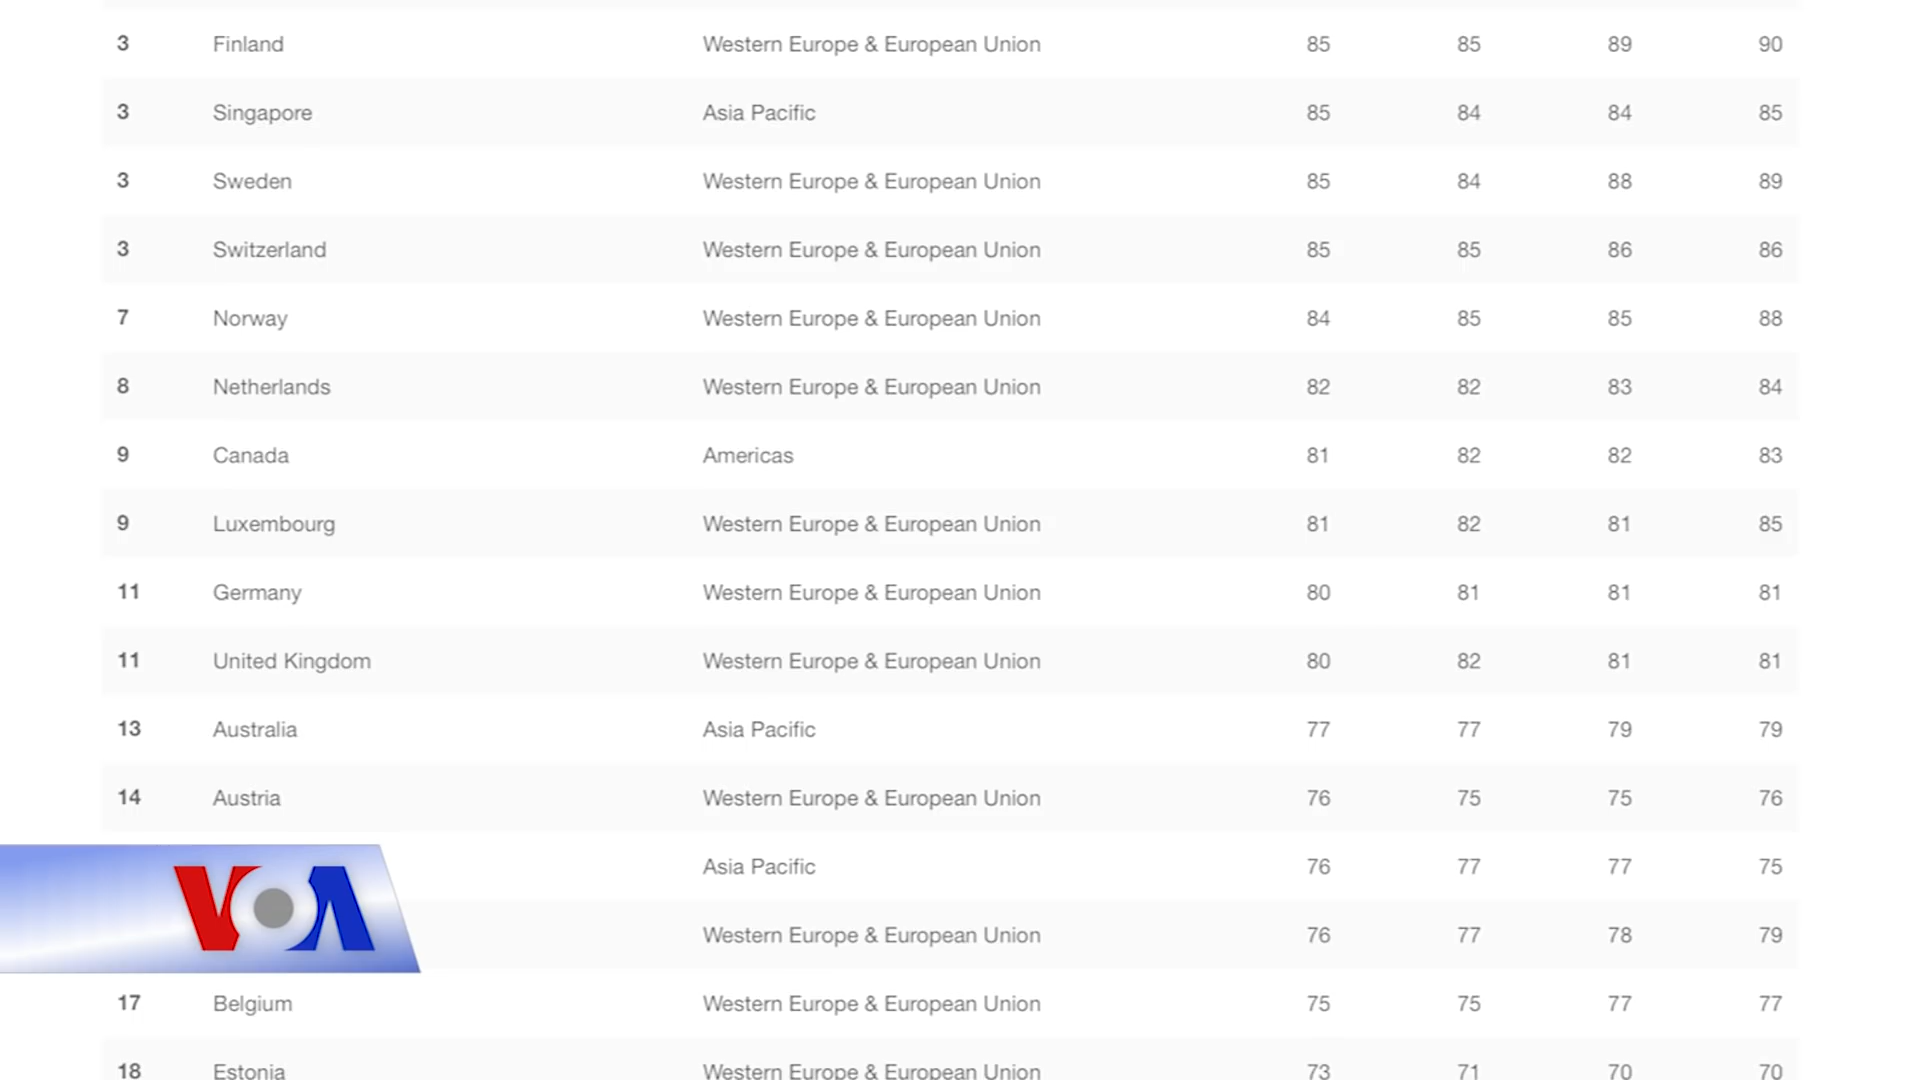 3 Finland Western Europe & European Union 85 85 89 90
3 Singapore Asia Pacific 85 84 84 85
3 Sweden Western Europe & European Union 85 84 88 89
3 Switzerland Western Europe & European Union 85 85 86 86
7 Norway Western Europe & European Union 84 85 85 88
8 Netherlands Western Europe & European Union 82 82 83 84
9 Canada Americas 81 82 82 83
9 Luxembourg Western Europe & European Union 81 82 81 85
11 Germany Western Europe & European Union 80 81 81 81
11 United Kingdom Western Europe & European Union 80 82 81 81
13 Australia Asia Pacific 77 77 79 79
14 Austria Western Europe & European Union 76 75 75 76
Asia Pacific 76 77 77 75
VOA
Western Europe & European Union 76 77 78 79
17 Belgium Western Europe & European Union 75 75 77 77
18 Estonia Western Europe & European Union 73 71 70 70